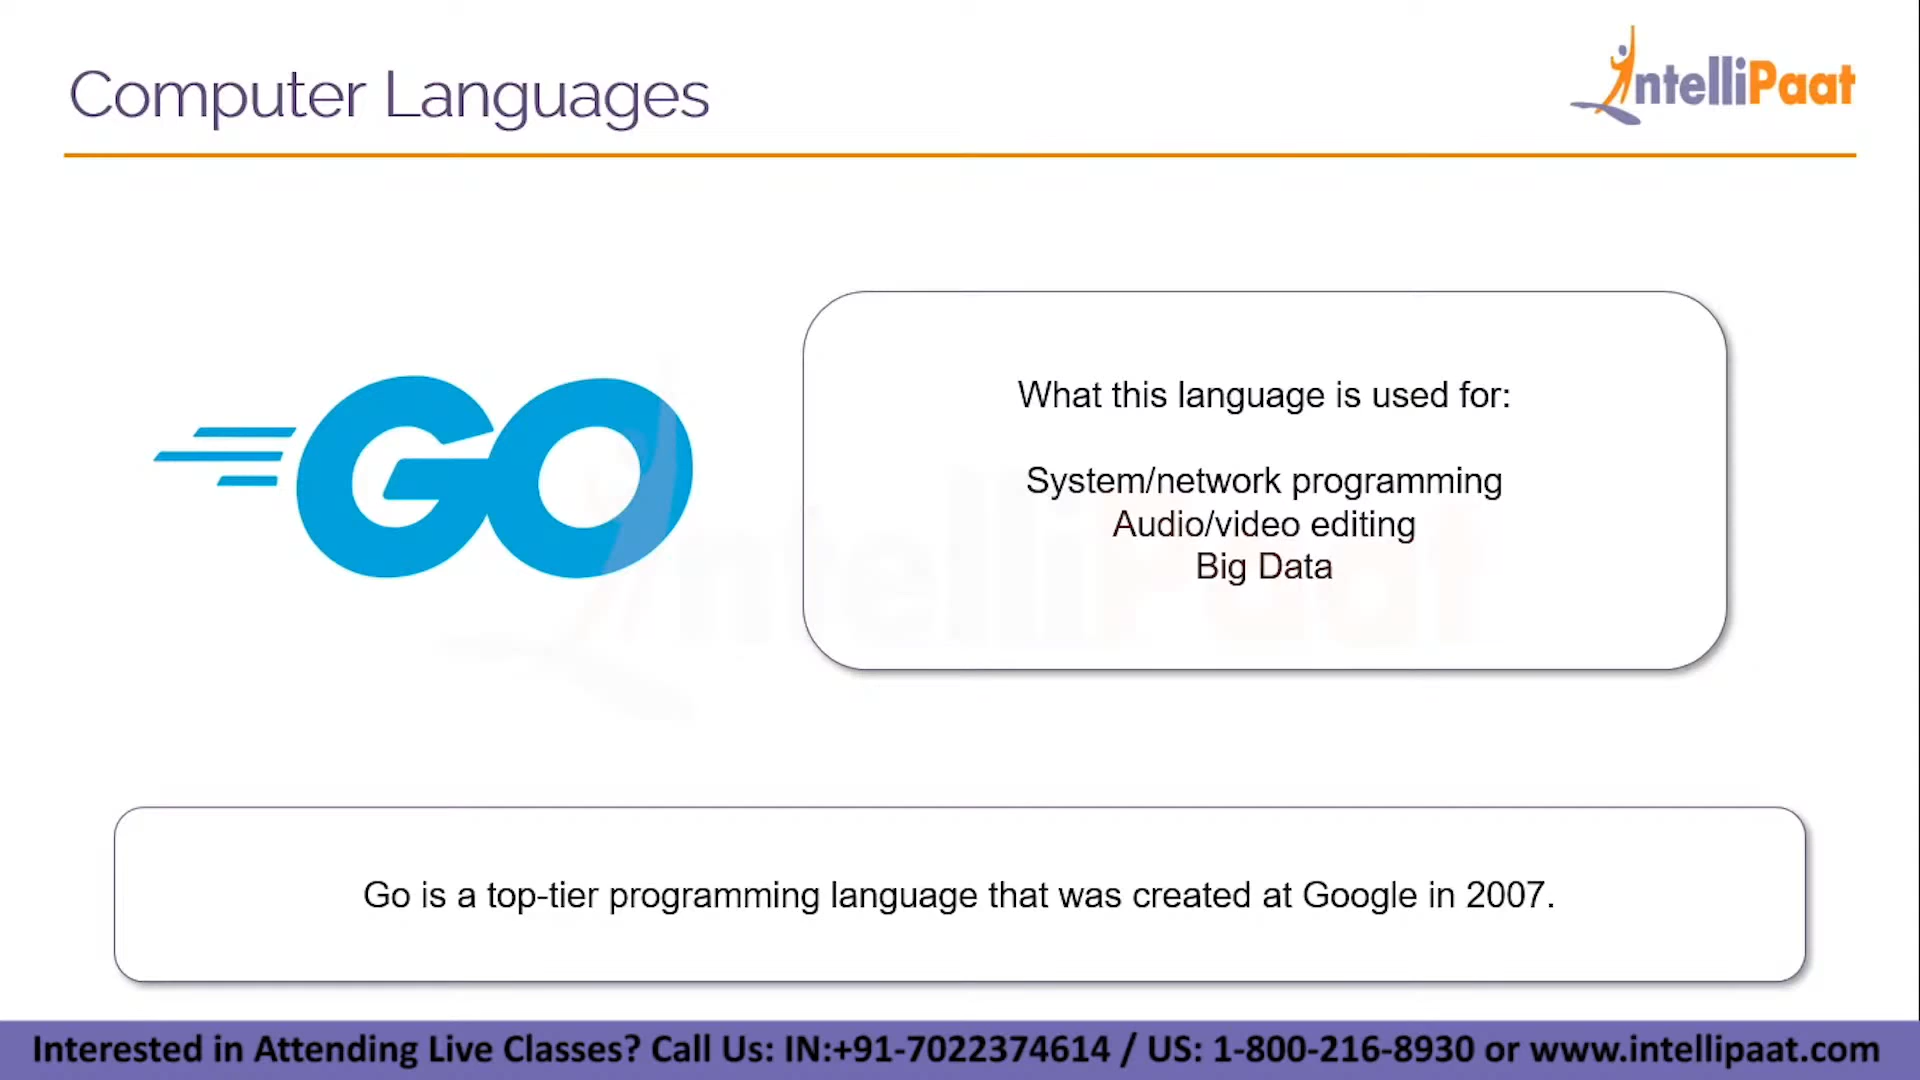 Computer Languages
IntelliPaat
GO
What this language is used for:
System/network programming
Audio/video editing
Big Data
IntelliPaat
Go is a top-tier programming language that was created at Google in 2007.
Interested in Attending Live Classes? Call Us: IN:+91-7022374614 / US: 1-800-216-8930 or www.intellipaat.com